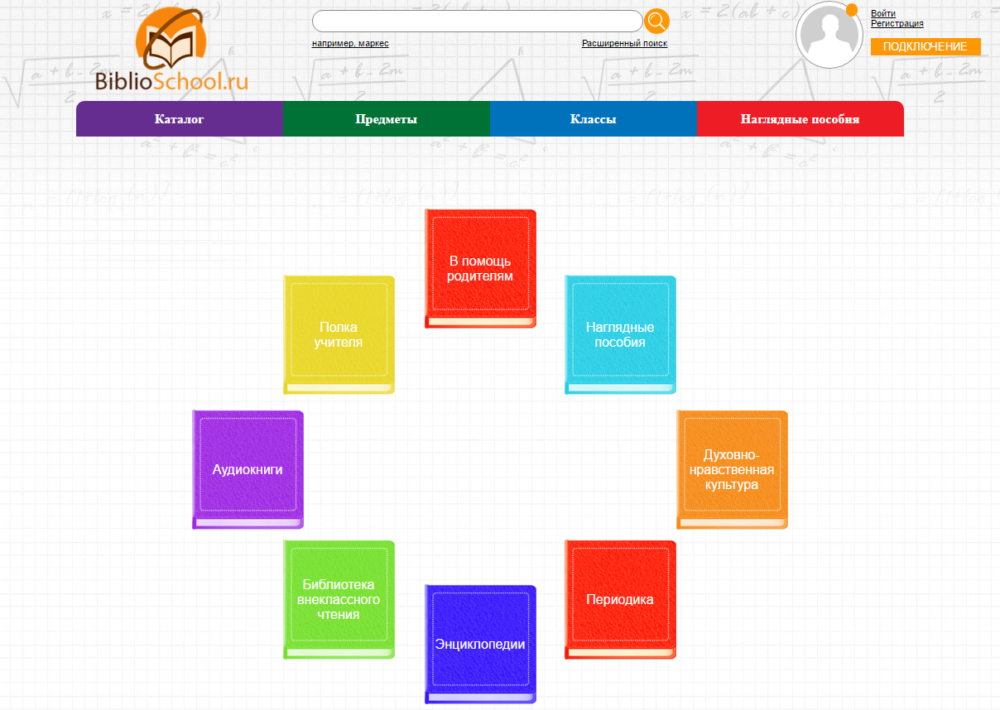 Войти
Регистрация
например, маркес
Расширенный поиск
ПОДКЛЮЧЕНИЕ
BiblioSchool.ru
Каталог
Предметы
Классы
Наглядные пособия
В помощь
родителям
Полка
учителя
Наглядные
пособия
Аудиокниги
Духовно-
нравственная
культура
Библиотека
внеклассного
чтения
Периодика
Энциклопедии